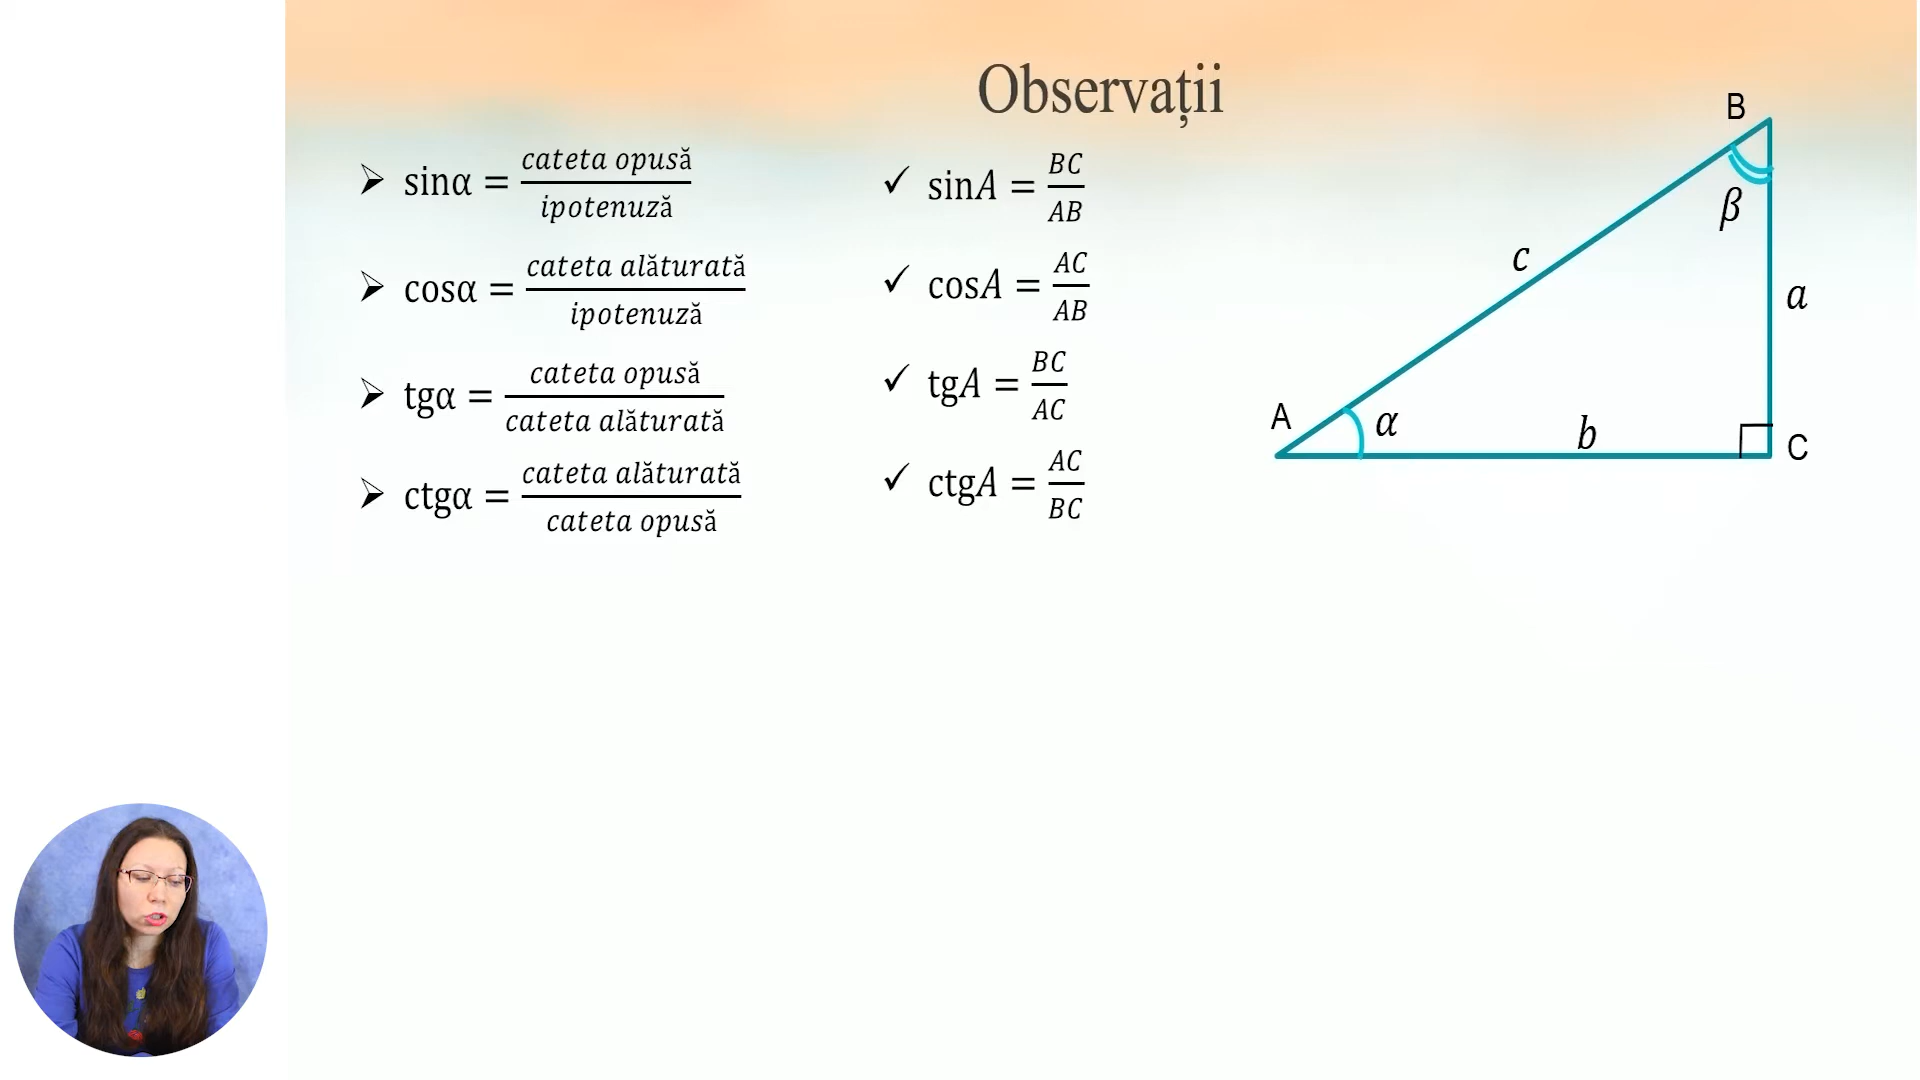 Observații
sinα = cateta opusă / ipotenuză
cosα = cateta alăturată / ipotenuză
tgα = cateta opusă / cateta alăturată
ctgα = cateta alăturată / cateta opusă
✓ sinA = BC / AB
✓ cosA = AC / AB
✓ tgA = BC / AC
✓ ctgA = AC / BC
B
β
c
a
A
α
b
C